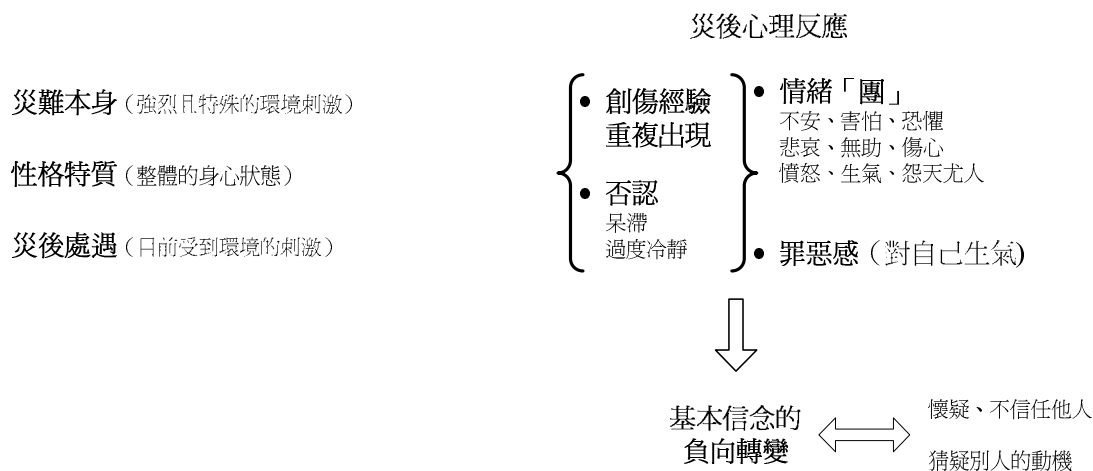 災後心理反應
災難本身（強烈且特殊的環境刺激）
性格特質（整體的身心狀態）
災後處遇（目前受到環境的刺激）
• 創傷經驗
重複出現
• 否認
呆滯
過度冷靜
• 情緒「團」
不安、害怕、恐懼
悲哀、無助、傷心
憤怒、生氣、怨天尤人
• 罪惡感（對自己生氣)
基本信念的
負向轉變
懷疑、不信任他人
猜疑別人的動機